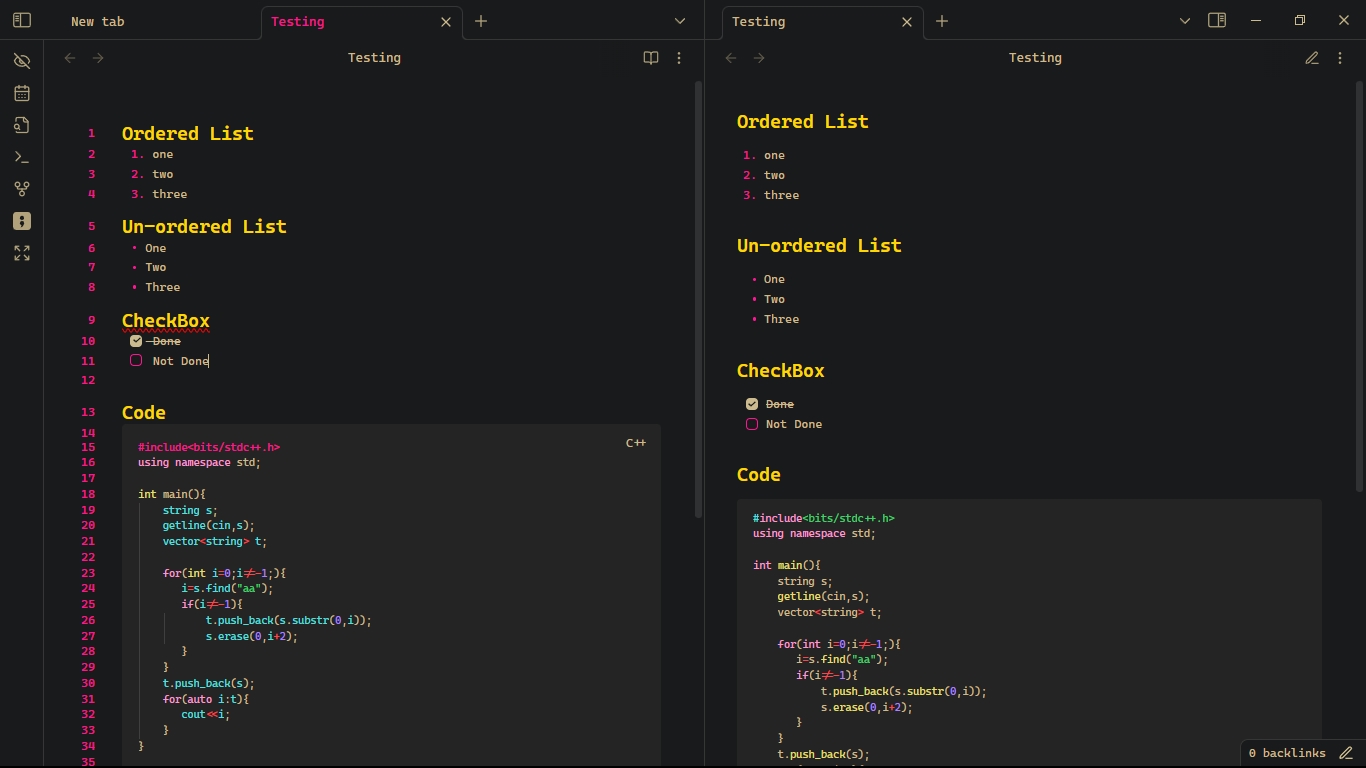 New tab
Testing
Testing
Testing
1 Ordered List
2 1. one
3 2. two
4 3. three
5 Un-ordered List
6 • One
7 • Two
8 • Three
9 CheckBox
10 Done
11 Not Done
12
13 Code
14
C++
15 #include<bits/stdc++.h>
16 using namespace std;
17
18 int main(){
19 string s;
20 getline(cin,s);
21 vector<string> t;
22
23 for(int i=0;i!=-1;){
24 i=s.find("aa");
25 if(i!=-1){
26 t.push_back(s.substr(0,i));
27 s.erase(0,i+2);
28 }
29 }
30 t.push_back(s);
31 for(auto i:t){
32 cout<<i;
33 }
34 }
35
Testing
Ordered List
1. one
2. two
3. three
Un-ordered List
• One
• Two
• Three
CheckBox
Done
Not Done
Code
#include<bits/stdc++.h>
using namespace std;
int main(){
string s;
getline(cin,s);
vector<string> t;
for(int i=0;i!=-1;){
i=s.find("aa");
if(i!=-1){
t.push_back(s.substr(0,i));
s.erase(0,i+2);
}
}
t.push_back(s);
0 backlinks